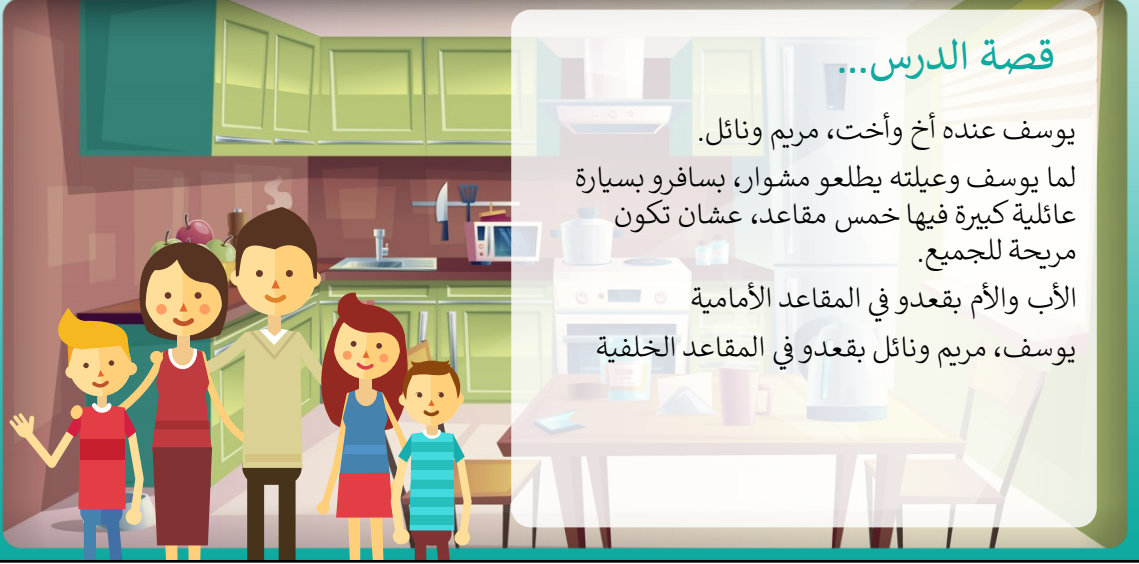 قصة الدرس...
يوسف عنده أخ وأخت، مريم ونائل.
لما يوسف وعيلته يطلعو مشوار، بسافرو بسيارة
عائلية كبيرة فيها خمس مقاعد، عشان تكون
مريحة للجميع.
الأب والأم بقعدو في المقاعد الأمامية
يوسف، مريم ونائل بقعدو في المقاعد الخلفية